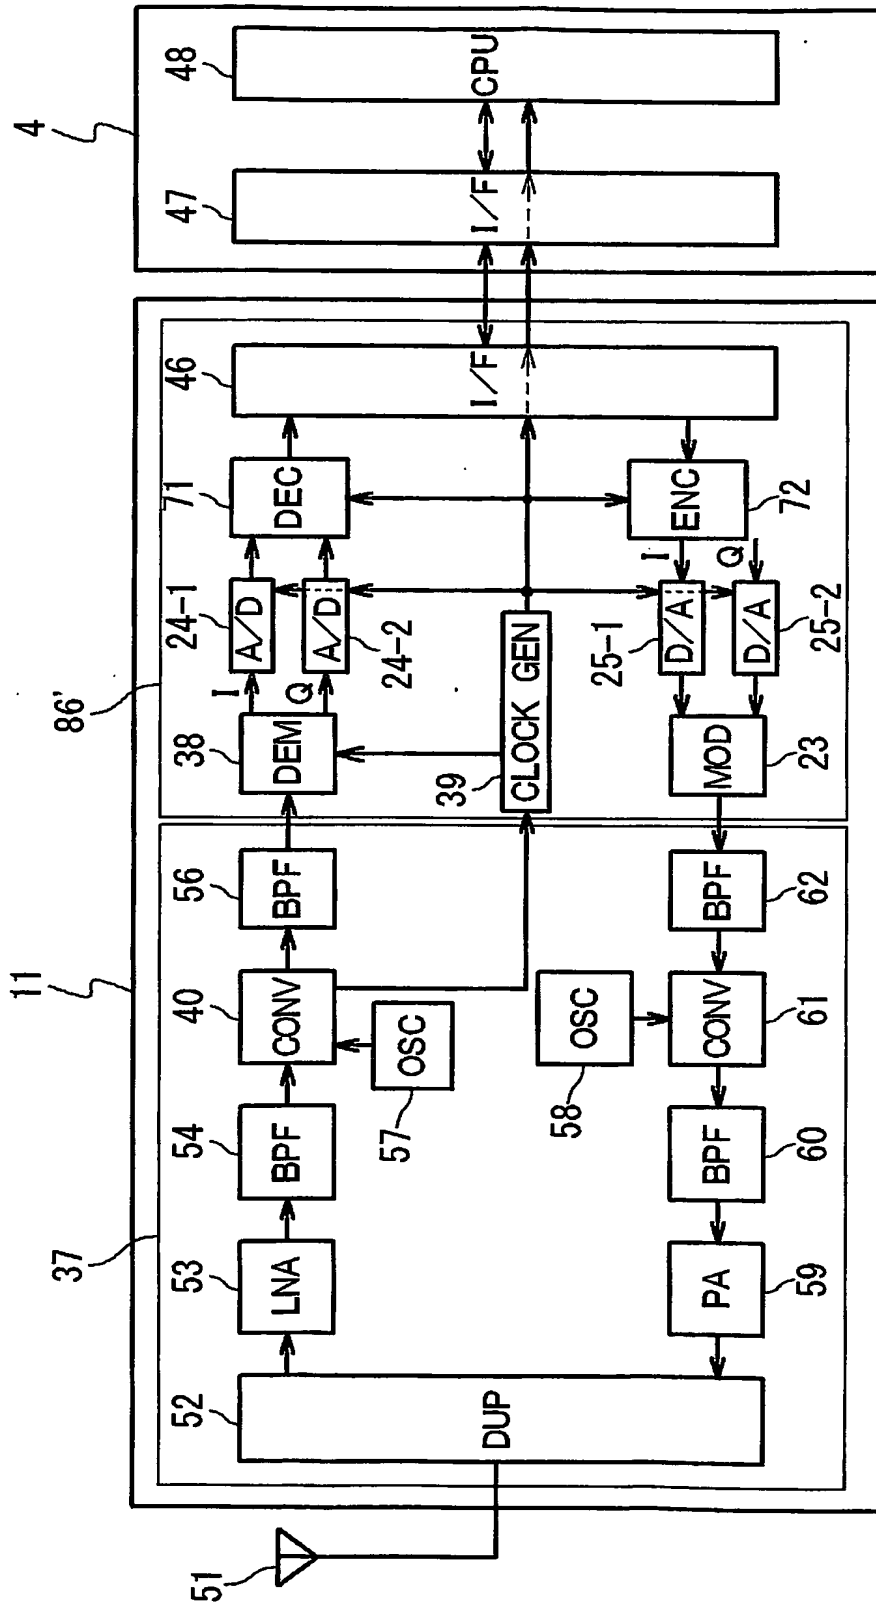 11
4
37
86'
51
52
DUP
53
LNA
54
BPF
40
CONV
56
BPF
57
OSC
38
DEM
I
Q
24-1
A/D
A/D
24-2
71
DEC
39
CLOCK GEN
46
I/F
47
I/F
48
CPU
58
OSC
59
PA
60
BPF
61
CONV
62
BPF
23
MOD
25-1
D/A
D/A
25-2
I
Q
ENC
72